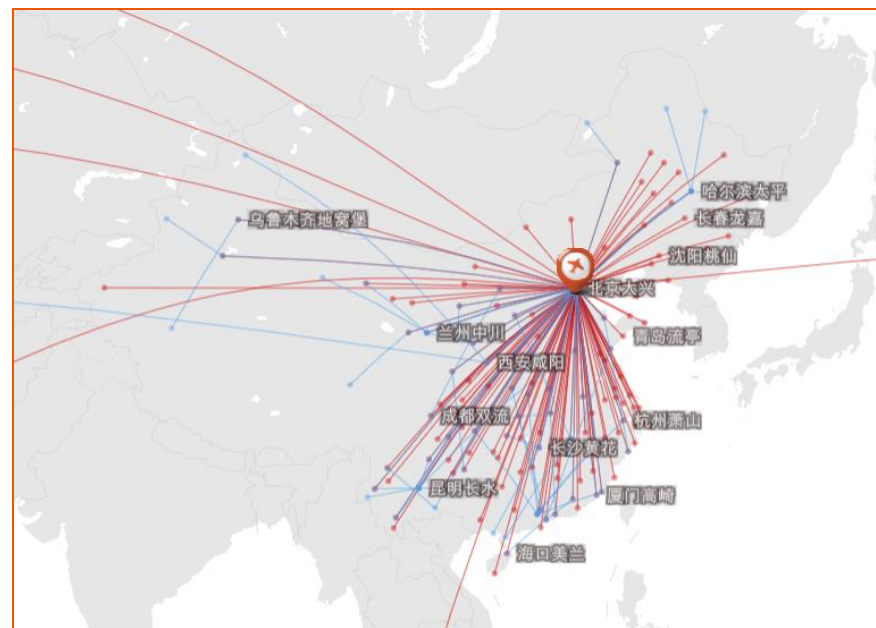 哈尔滨太平
乌鲁木齐地窝堡
长春龙嘉
沈阳桃仙
北京大兴
兰州中川
青岛流亭
西安咸阳
成都双流
杭州萧山
长沙黄花
昆明长水
厦门高崎
海口美兰